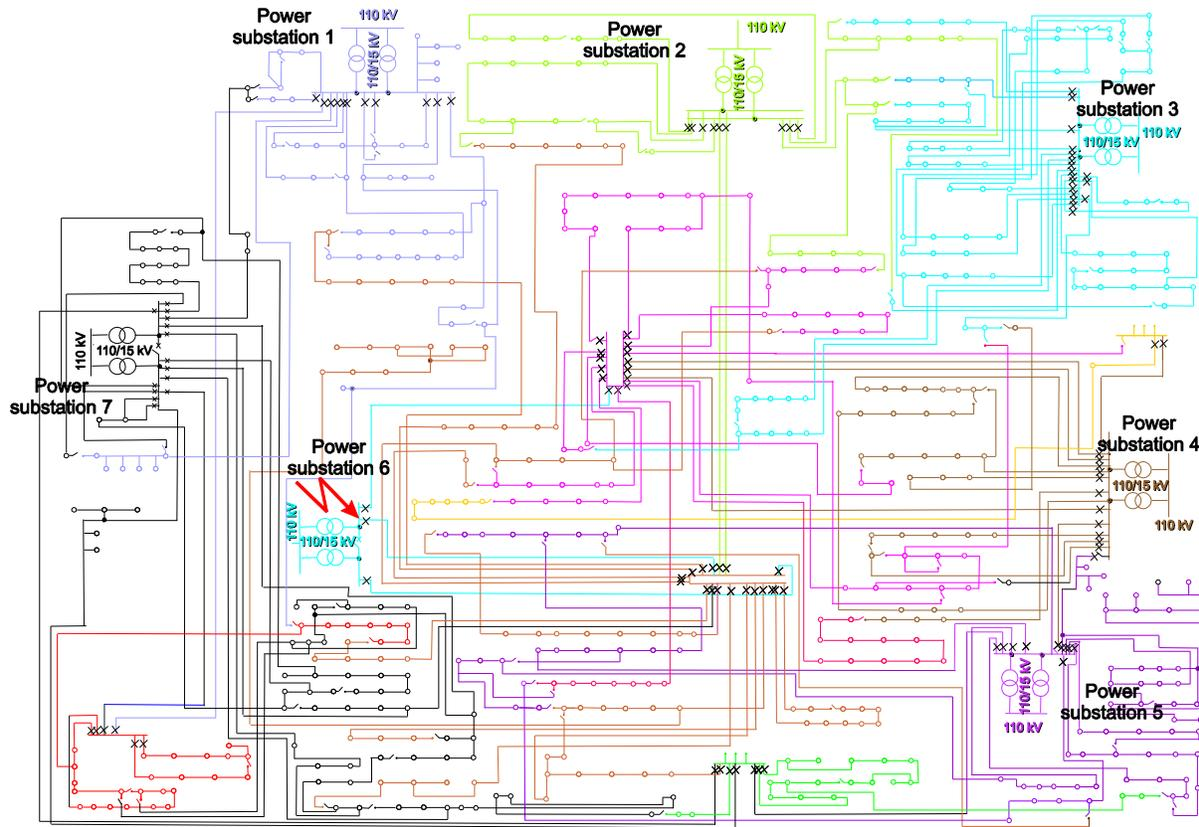 Power
substation 1
110 kV
110/15 kV
Power
substation 2
110 kV
110/15 kV
Power
substation 3
110 kV
110/15 kV
110 kV
110/15 kV
Power
substation 7
Power
substation 4
110/15 kV
110 kV
Power
substation 6
110 kV
110/15 kV
110/15 kV
Power
substation 5
110 kV